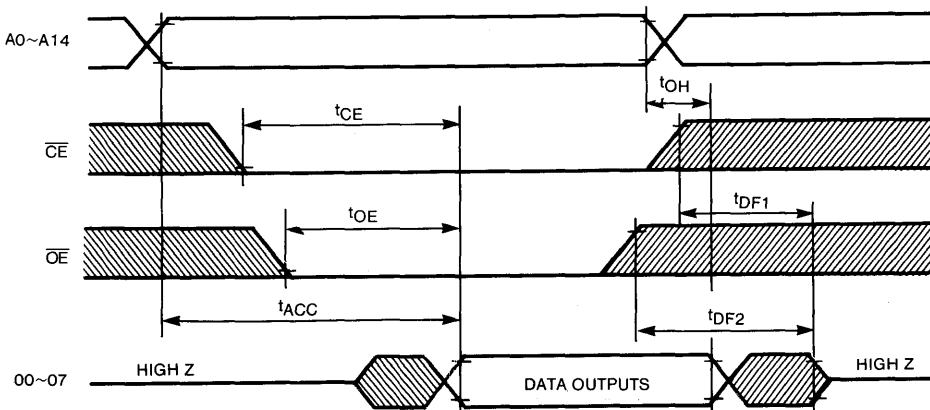 A0~A14
tOH
tCE
CE
tDF1
tOE
OE
tACC
tDF2
HIGH Z
HIGH Z
00~07
DATA OUTPUTS